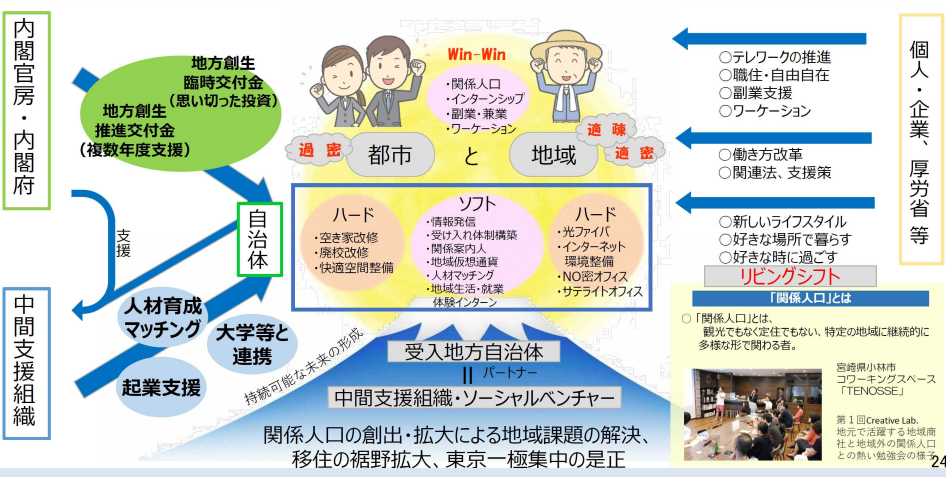 内閣官房・内閣府
地方創生
臨時交付金
(思い切った投資)
地方創生
推進交付金
(複数年度支援)
支援
中間支援組織
自治体
人材育成
マッチング
大学等と
連携
起業支援
Win-Win
・関係人口
・インターンシップ
・副業・兼業
・ワーケーション
過密
都市
と
地域
適疎
適密
ハード
・空き家改修
・廃校改修
・快適空間整備
ソフト
・情報発信
・受け入れ体制構築
・関係案内人
・地域仮想通貨
・人材マッチング
・地域生活・就業
体験インターン
ハード
・光ファイバ
・インターネット
環境整備
・NO密オフィス
・サテライトオフィス
持続可能な未来の形成
受入地方自治体
|| パートナー
中間支援組織・ソーシャルベンチャー
関係人口の創出・拡大による地域課題の解決、
移住の裾野拡大、東京一極集中の是正
○テレワークの推進
○職住・自由自在
○副業支援
○ワーケーション
○働き方改革
○関連法、支援策
○新しいライフスタイル
○好きな場所で暮らす
○好きな時に過ごす
リビングシフト
個人・企業、厚労省 等
「関係人口」とは
○ 「関係人口」とは、
観光でもなく定住でもない、特定の地域に継続的に
多様な形で関わる者。
宮崎県小林市
コワーキングスペース
「TENOSSE」
第1回Creative Lab.
地元で活躍する地域商
社と地域外の関係人口
との熱い勉強会の様子
24